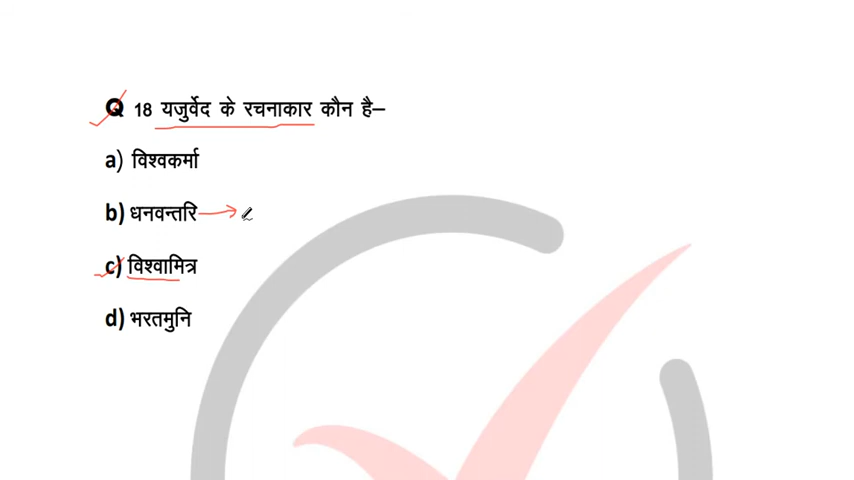 Q 18 यजुर्वेद के रचनाकार कौन है–
a) विश्वकर्मा
b) धनवन्तरि
c) विश्वामित्र
d) भरतमुनि